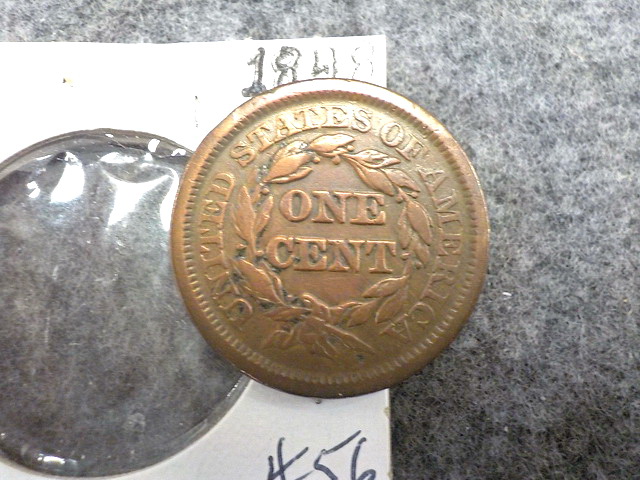 UNITED STATES OF AMERICA
ONE
CENT
#56